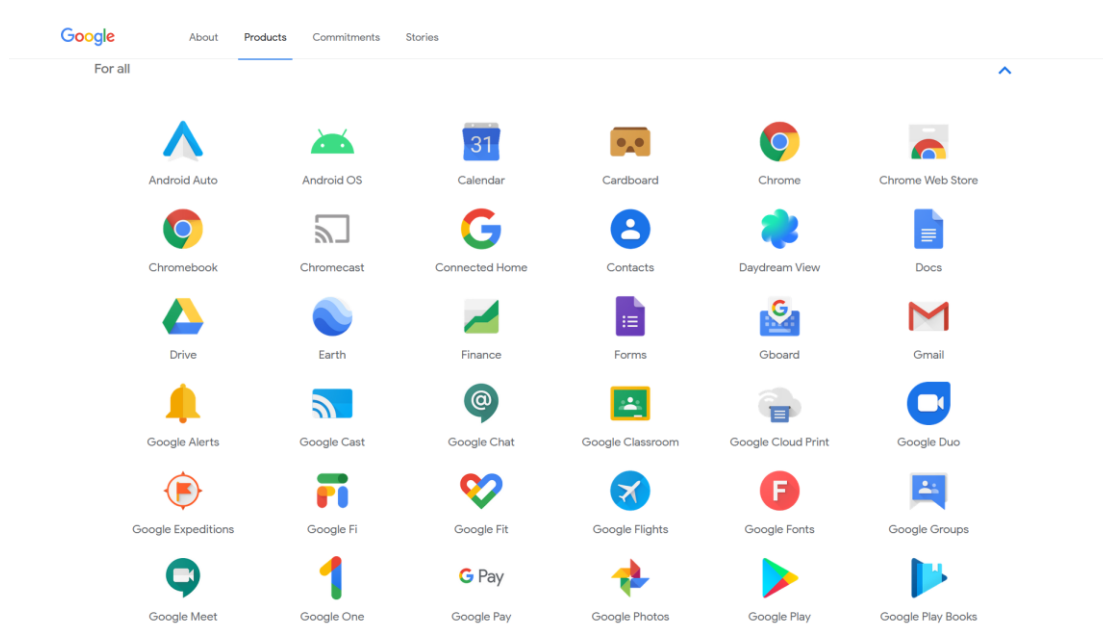 Google About Products Commitments Stories
For all
31
Android Auto Android OS Calendar Cardboard Chrome Chrome Web Store
G
Chromebook Chromecast Connected Home Contacts Daydream View Docs
G
Drive Earth Finance Forms Gboard Gmail
@
Google Alerts Google Cast Google Chat Google Classroom Google Cloud Print Google Duo
Fi F
Google Expeditions Google Fi Google Fit Google Flights Google Fonts Google Groups
1 G Pay
Google Meet Google One Google Pay Google Photos Google Play Google Play Books